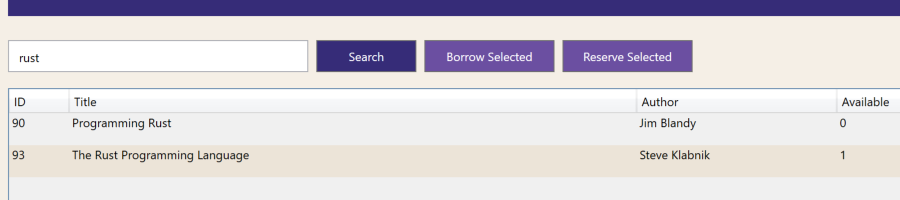 rust Search Borrow Selected Reserve Selected
ID Title Author Available
90 Programming Rust Jim Blandy 0
93 The Rust Programming Language Steve Klabnik 1